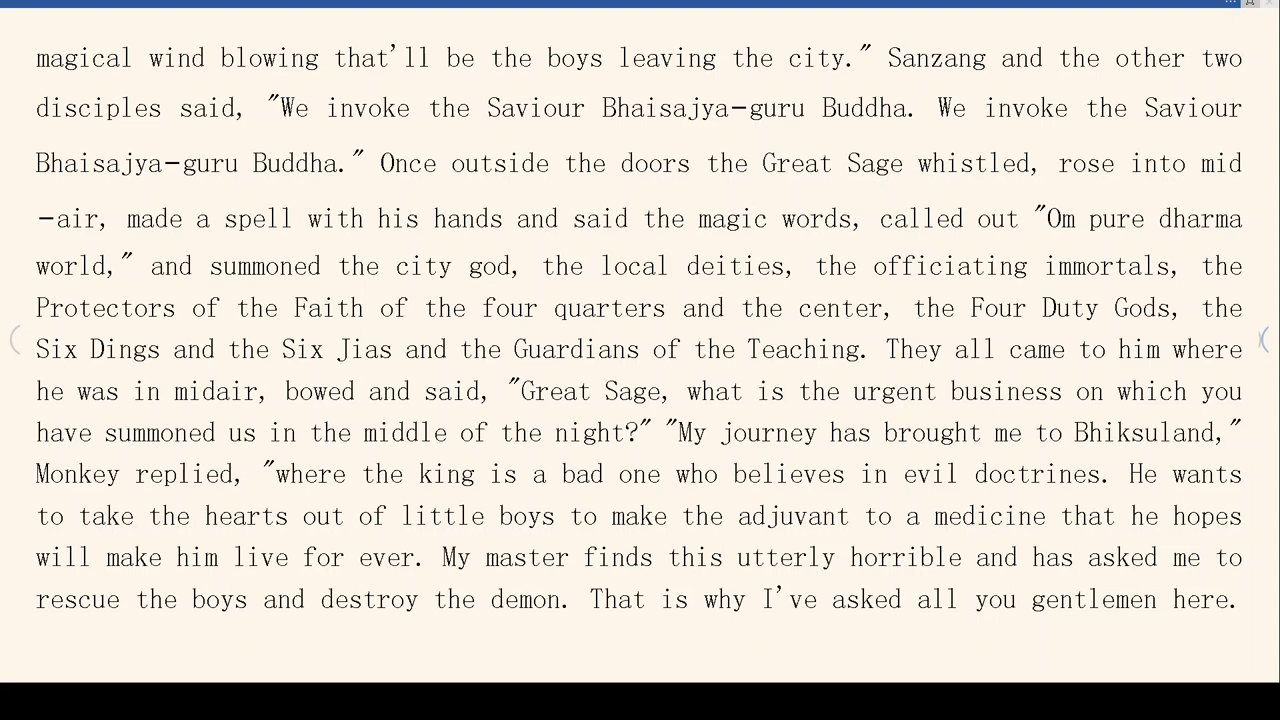 magical wind blowing that'll be the boys leaving the city." Sanzang and the other two
disciples said, "We invoke the Saviour Bhaisajya-guru Buddha. We invoke the Saviour
Bhaisajya-guru Buddha." Once outside the doors the Great Sage whistled, rose into mid
-air, made a spell with his hands and said the magic words, called out "Om pure dharma
world," and summoned the city god, the local deities, the officiating immortals, the
Protectors of the Faith of the four quarters and the center, the Four Duty Gods, the
Six Dings and the Six Jias and the Guardians of the Teaching. They all came to him where
he was in midair, bowed and said, "Great Sage, what is the urgent business on which you
have summoned us in the middle of the night?" "My journey has brought me to Bhiksuland,"
Monkey replied, "where the king is a bad one who believes in evil doctrines. He wants
to take the hearts out of little boys to make the adjuvant to a medicine that he hopes
will make him live for ever. My master finds this utterly horrible and has asked me to
rescue the boys and destroy the demon. That is why I've asked all you gentlemen here.